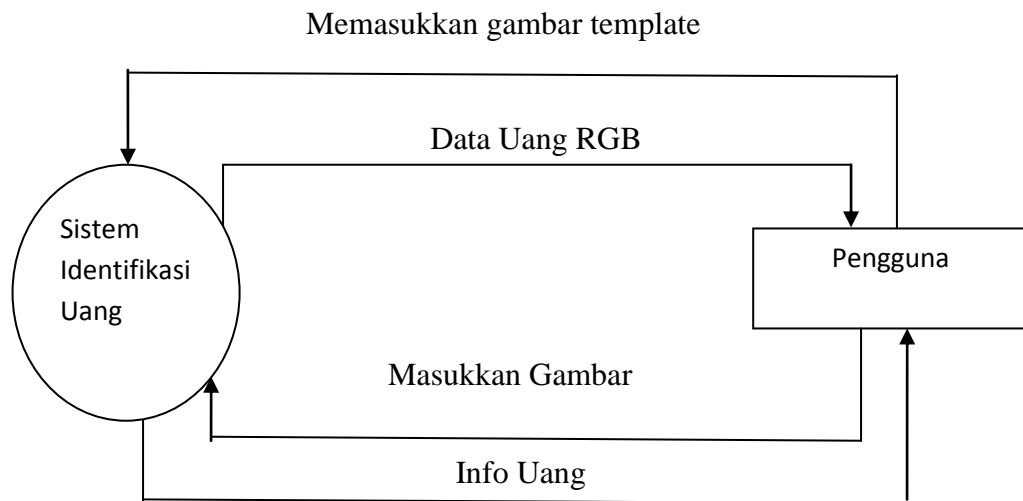 Memasukkan gambar template
Data Uang RGB
Sistem
Identifikasi
Uang
Pengguna
Masukkan Gambar
Info Uang